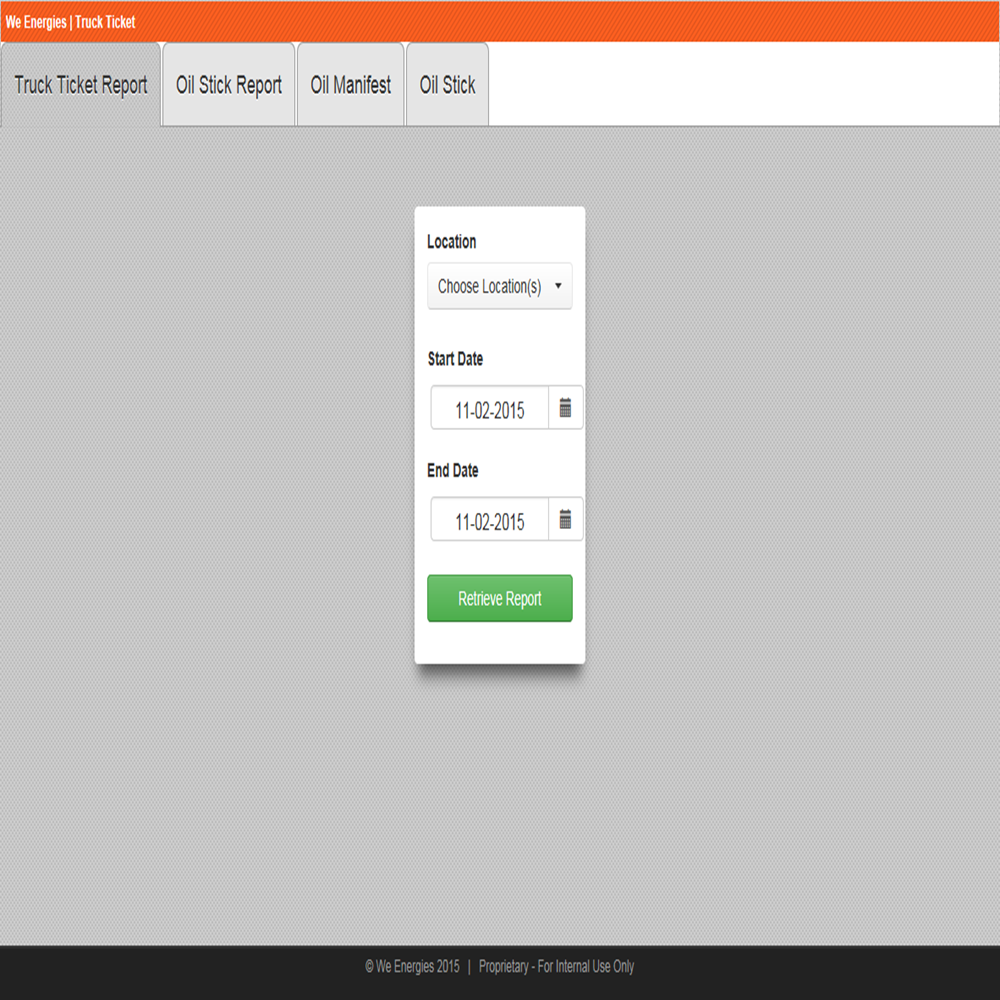 We Energies | Truck Ticket
Truck Ticket Report
Oil Stick Report
Oil Manifest
Oil Stick
Location
Choose Location(s)
Start Date
11-02-2015
End Date
11-02-2015
Retrieve Report
© We Energies 2015 | Proprietary - For Internal Use Only